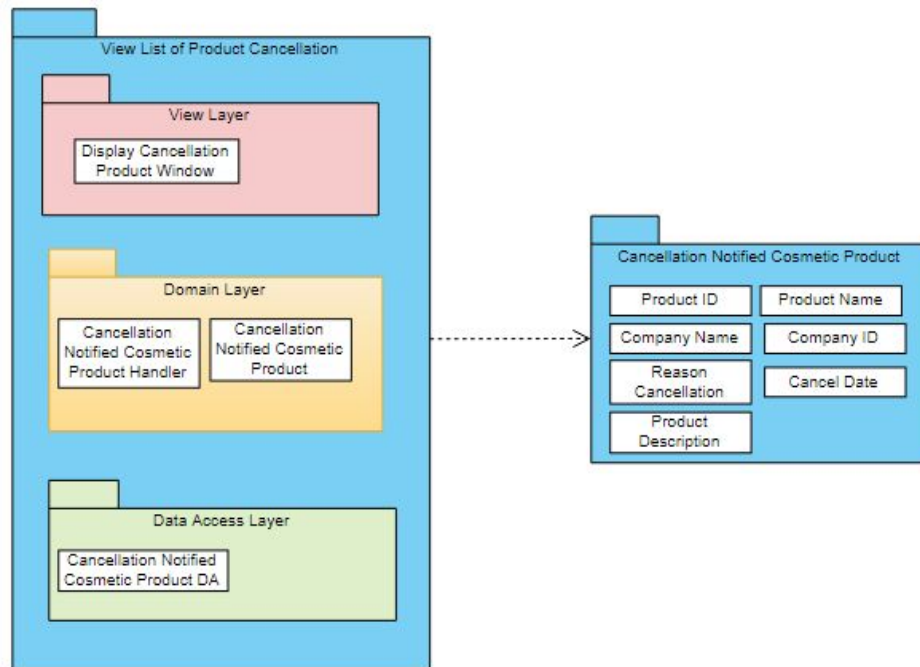 View List of Product Cancellation
View Layer
Display Cancellation
Product Window
Domain Layer
Cancellation
Notified Cosmetic
Product Handler
Cancellation
Notified Cosmetic
Product
Data Access Layer
Cancellation Notified
Cosmetic Product DA
Cancellation Notified Cosmetic Product
Product ID
Product Name
Company Name
Company ID
Reason
Cancellation
Cancel Date
Product
Description